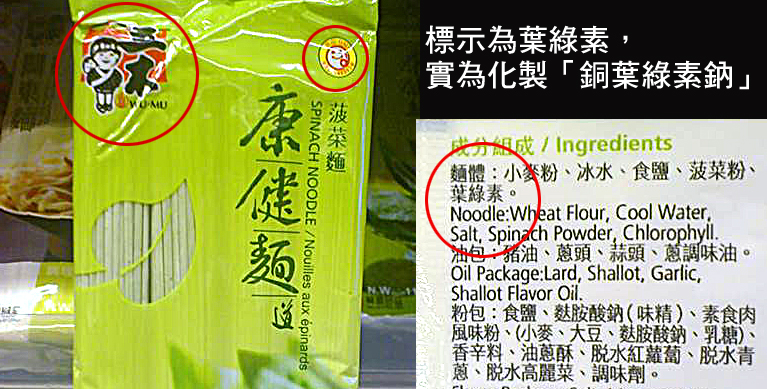 標示為葉綠素，
實為化製「銅葉綠素鈉」
五木
WU-MU
菠菜麵
SPINACH NOODLE / Nouilles aux épinards
康健麵道
成分組成 / Ingredients
麵體：小麥粉、冰水、食鹽、菠菜粉、
葉綠素。
Noodle:Wheat Flour, Cool Water,
Salt, Spinach Powder, Chlorophyll.
油包：豬油、蔥頭、蒜頭、蔥調味油。
Oil Package:Lard, Shallot, Garlic,
Shallot Flavor Oil.
粉包：食鹽、麩胺酸鈉（味精）、素食肉
風味粉、(小麥、大豆、麩胺酸鈉、乳糖)、
香辛料、油蔥酥、脫水紅蘿蔔、脫水青
蔥、脫水高麗菜、調味劑。